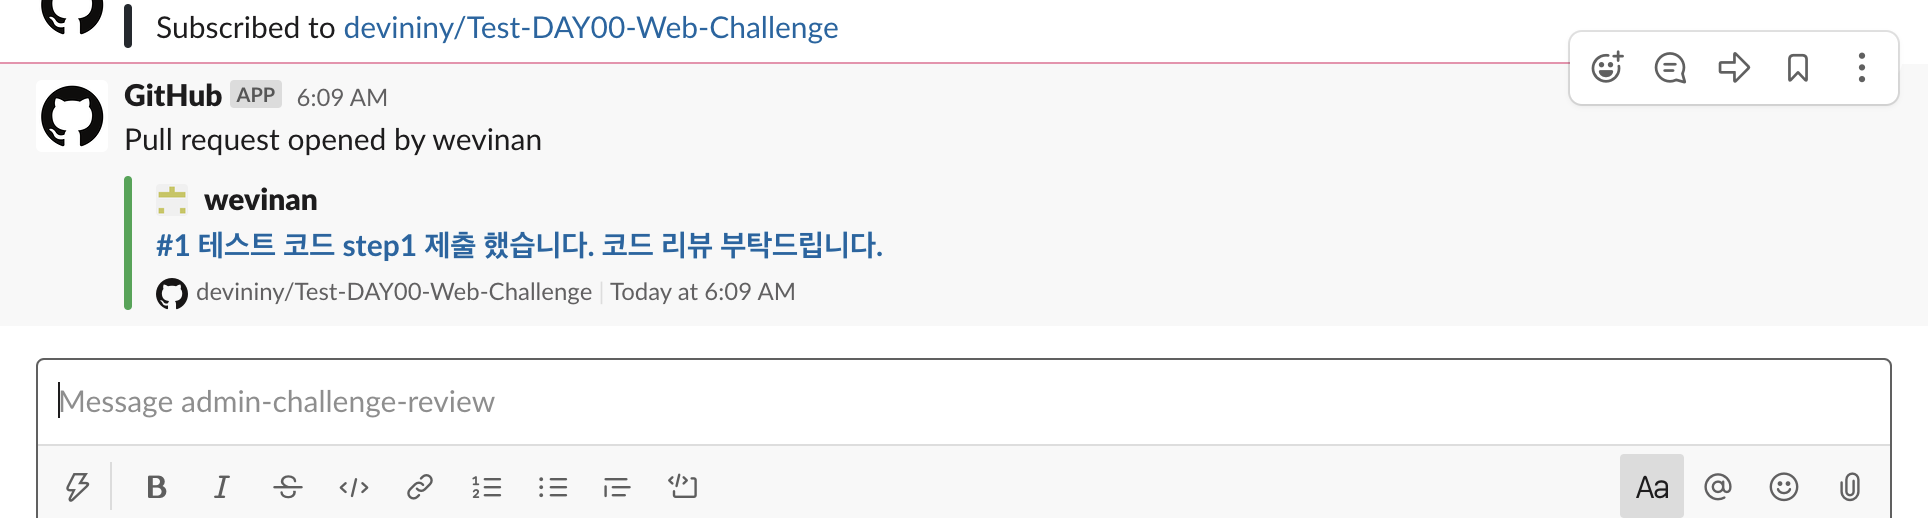 Subscribed to devininy/Test-DAY00-Web-Challenge
GitHub APP 6:09 AM
Pull request opened by wevinan
wevinan
#1 테스트 코드 step1 제출 했습니다. 코드 리뷰 부탁드립니다.
devininy/Test-DAY00-Web-Challenge | Today at 6:09 AM
Message admin-challenge-review
B I S </> Aa @